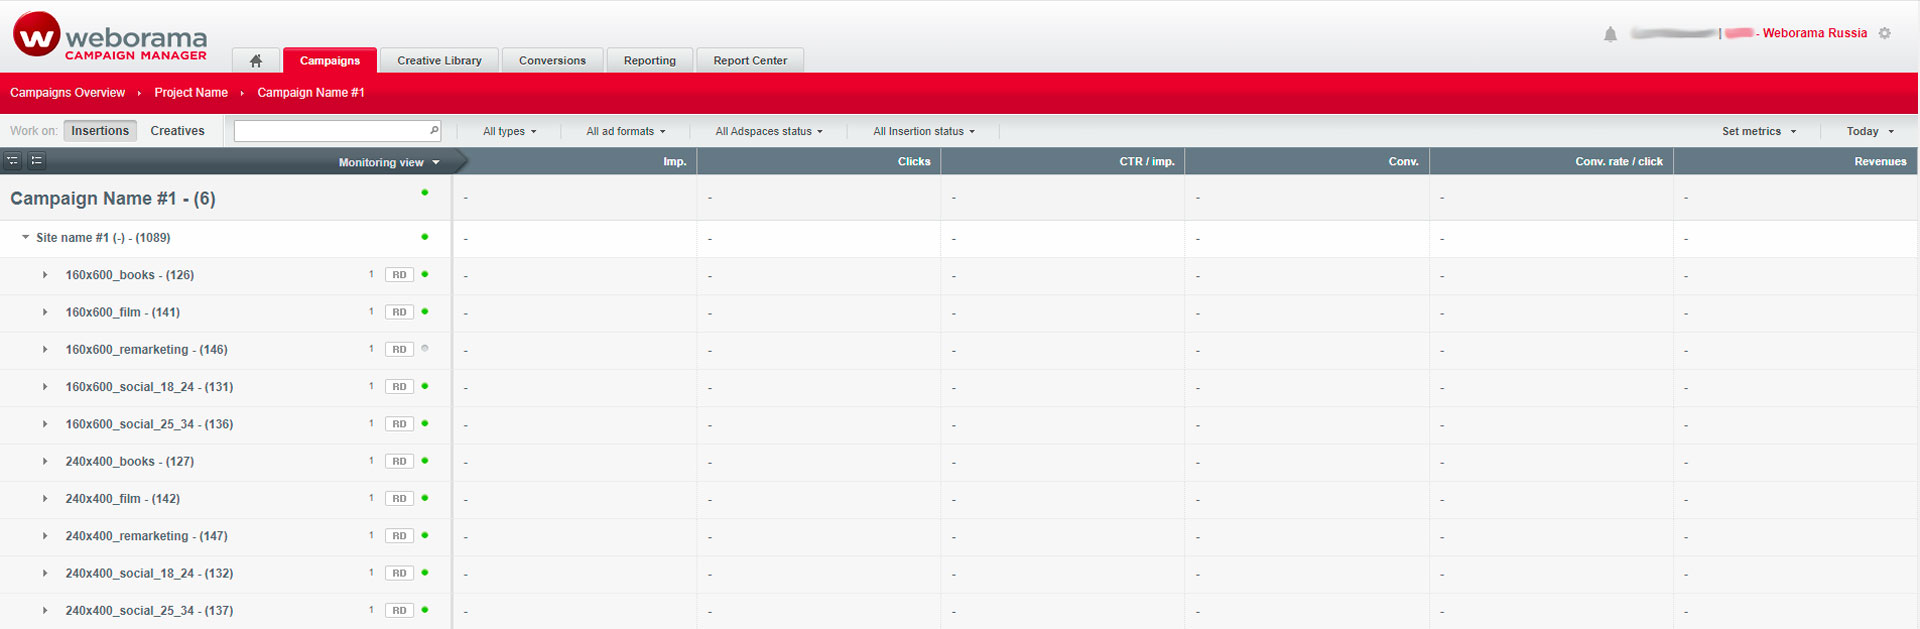 weborama
CAMPAIGN MANAGER
Campaigns Creative Library Conversions Reporting Report Center
| - Weborama Russia
Campaigns Overview › Project Name › Campaign Name #1
Work on: Insertions Creatives All types All ad formats All Adspaces status All Insertion status Set metrics Today
Monitoring view Imp. Clicks CTR / imp. Conv. Conv. rate / click Revenues
Campaign Name #1 - (6) - - - - - -
Site name #1 (-) - (1089) - - - - - -
160x600_books - (126) 1 RD - - - - - -
160x600_film - (141) 1 RD - - - - - -
160x600_remarketing - (146) 1 RD - - - - - -
160x600_social_18_24 - (131) 1 RD - - - - - -
160x600_social_25_34 - (136) 1 RD - - - - - -
240x400_books - (127) 1 RD - - - - - -
240x400_film - (142) 1 RD - - - - - -
240x400_remarketing - (147) 1 RD - - - - - -
240x400_social_18_24 - (132) 1 RD - - - - - -
240x400_social_25_34 - (137) 1 RD - - - - - -